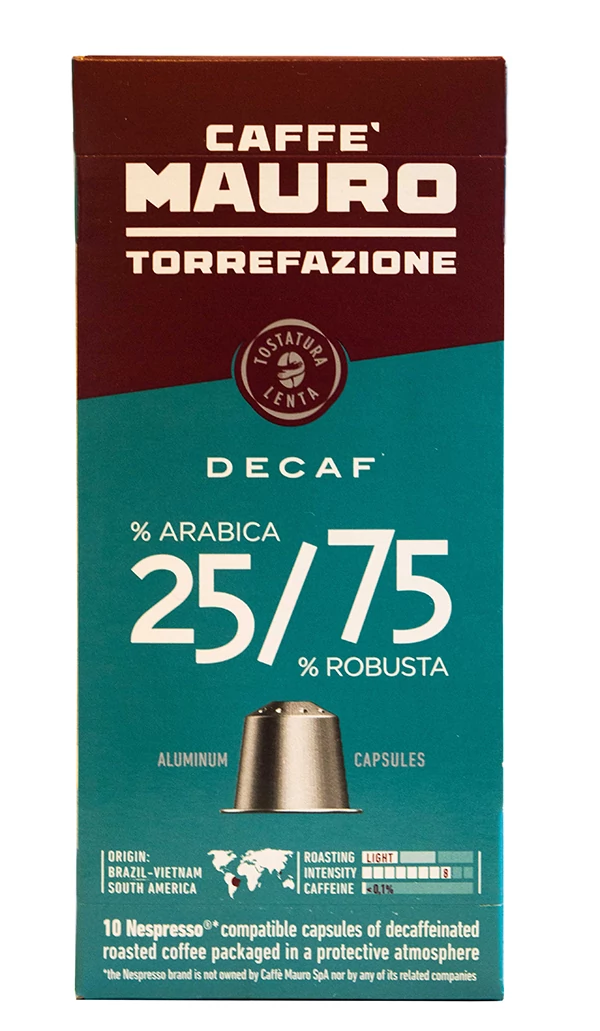 CAFFE`
MAURO
TORREFAZIONE
TOSTATURA
LENTA
DECAF
% ARABICA
25/75
% ROBUSTA
ALUMINUM CAPSULES
ORIGIN:
BRAZIL-VIETNAM
SOUTH AMERICA
ROASTING LIGHT
INTENSITY 8
CAFFEINE <0,1%
10 Nespresso®* compatible capsules of decaffeinated
roasted coffee packaged in a protective atmosphere
*the Nespresso brand is not owned by Caffè Mauro SpA nor by any of its related companies